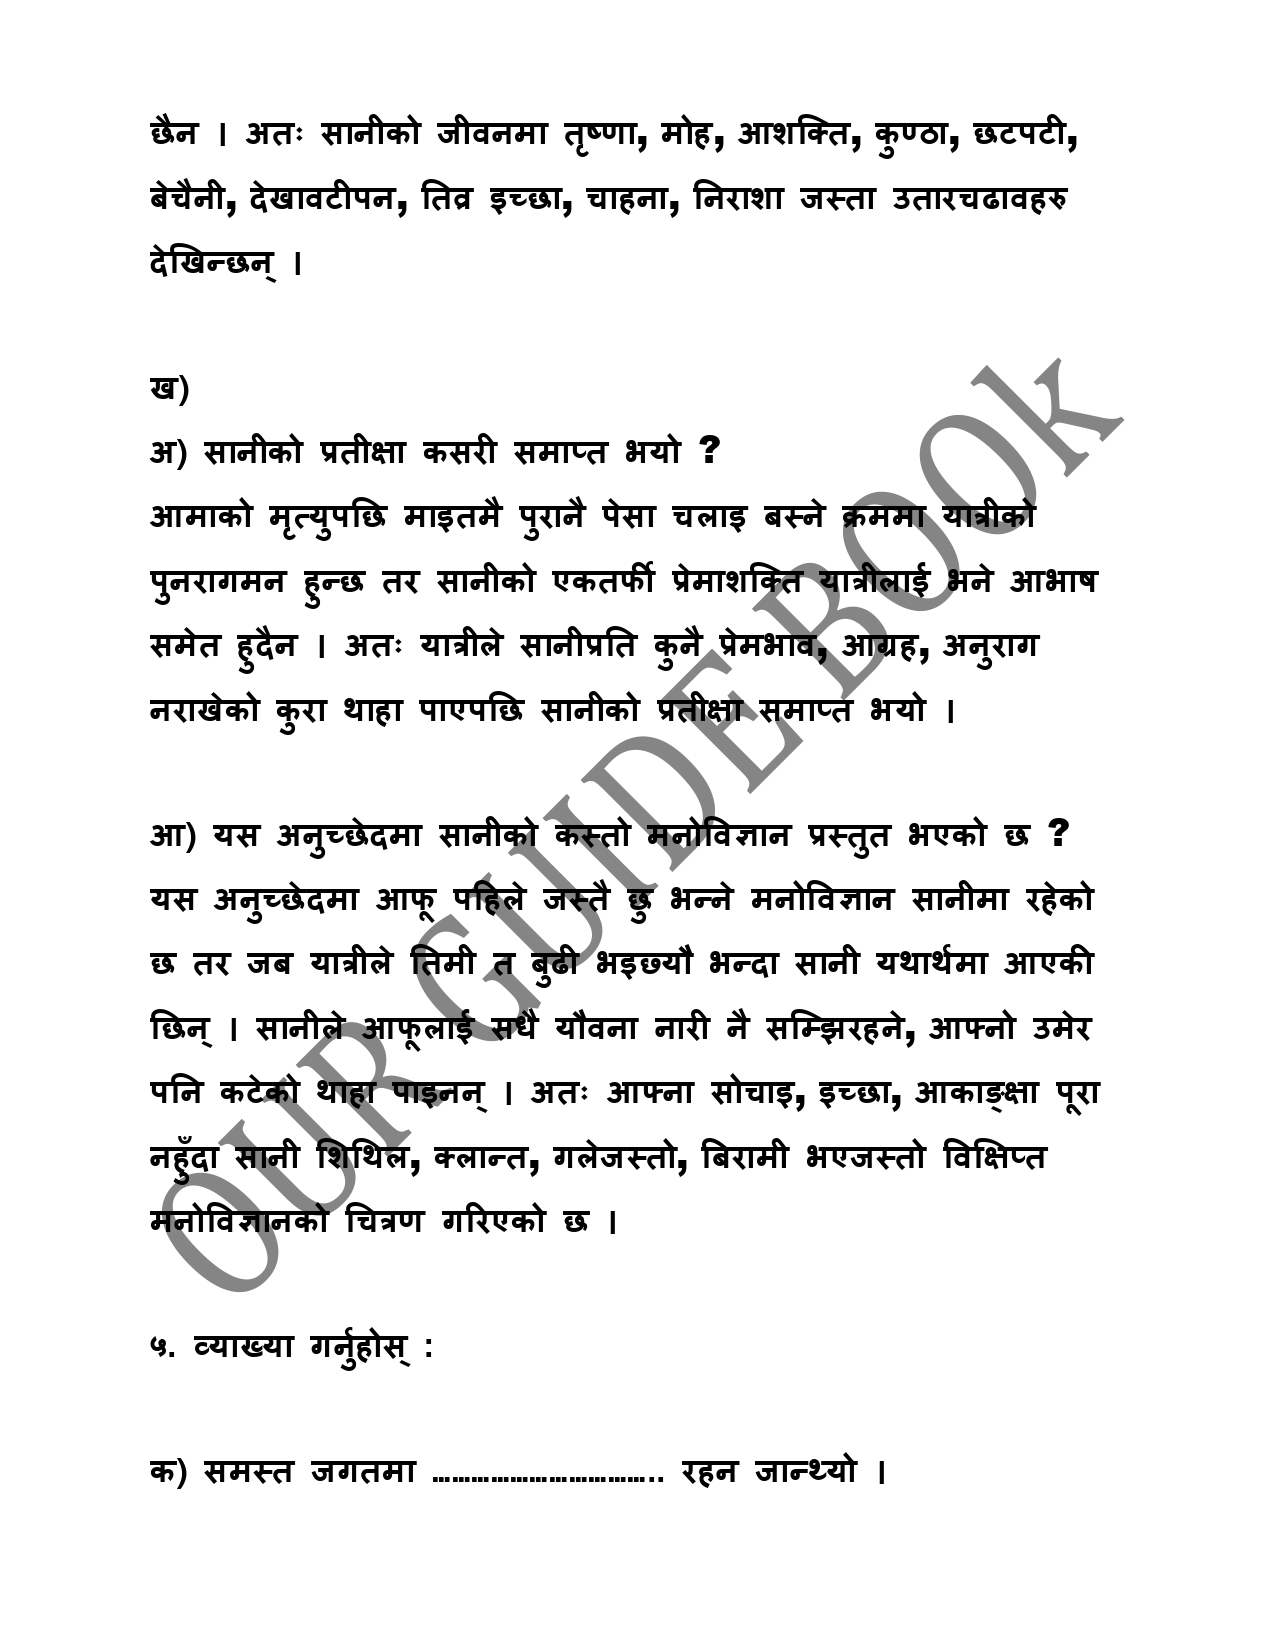 छैन । अतः सानीको जीवनमा तृष्णा, मोह, आशक्ति, कुण्ठा, छटपटी,
बेचैनी, देखावटीपन, तिव्र इच्छा, चाहना, निराशा जस्ता उतारचढावहरु
देखिन्छन् ।
ख)
अ) सानीको प्रतीक्षा कसरी समाप्त भयो ?
आमाको मृत्युपछि माइतमै पुरानै पेसा चलाइ बस्ने क्रममा यात्रीको
पुनरागमन हुन्छ तर सानीको एकतर्फी प्रेमाशक्ति यात्रीलाई भने आभाष
समेत हुदैन । अतः यात्रीले सानीप्रति कुनै प्रेमभाव, आग्रह, अनुराग
नराखेको कुरा थाहा पाएपछि सानीको प्रतीक्षा समाप्त भयो ।
आ) यस अनुच्छेदमा सानीको कस्तो मनोविज्ञान प्रस्तुत भएको छ ?
यस अनुच्छेदमा आफू पहिले जस्तै छु भन्ने मनोविज्ञान सानीमा रहेको
छ तर जब यात्रीले तिमी त बुढी भइछ्यौ भन्दा सानी यथार्थमा आएकी
छिन् । सानीले आफूलाई सधै यौवना नारी नै सम्झिरहने, आफ्नो उमेर
पनि कटेको थाहा पाइनन् । अतः आफ्ना सोचाइ, इच्छा, आकाङ्क्षा पूरा
नहुँदा सानी शिथिल, क्लान्त, गलेजस्तो, बिरामी भएजस्तो विक्षिप्त
मनोविज्ञानको चित्रण गरिएको छ ।
५. व्याख्या गर्नुहोस् :
क) समस्त जगतमा ................................. रहन जान्थ्यो ।
OUR GUIDE BOOk